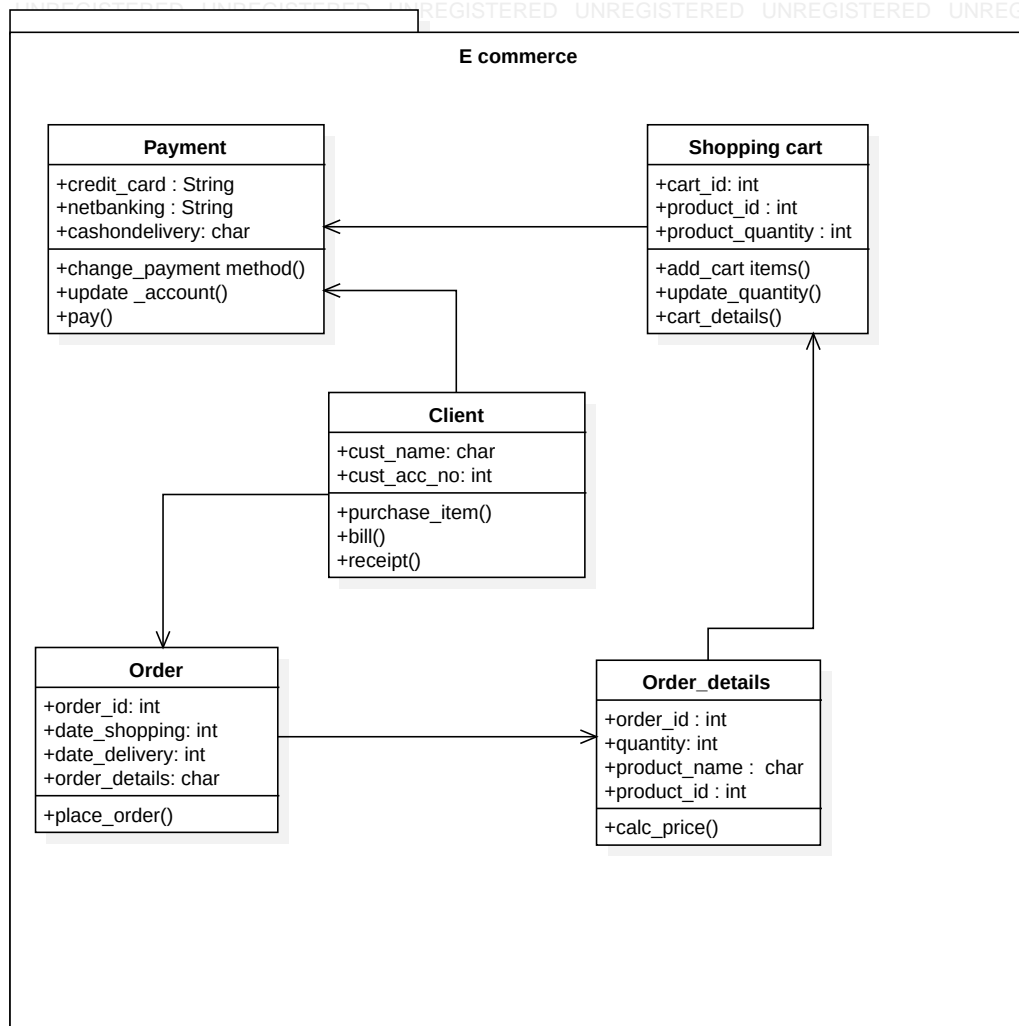 UNREGISTERED UNREGISTERED UNREGISTERED UNREGISTERED UNREGISTERED UNREG
E commerce
Payment
+credit_card : String
+netbanking : String
+cashondelivery: char
+change_payment method()
+update _account()
+pay()
Shopping cart
+cart_id: int
+product_id : int
+product_quantity : int
+add_cart items()
+update_quantity()
+cart_details()
Client
+cust_name: char
+cust_acc_no: int
+purchase_item()
+bill()
+receipt()
Order
+order_id: int
+date_shopping: int
+date_delivery: int
+order_details: char
+place_order()
Order_details
+order_id : int
+quantity: int
+product_name :  char
+product_id : int
+calc_price()